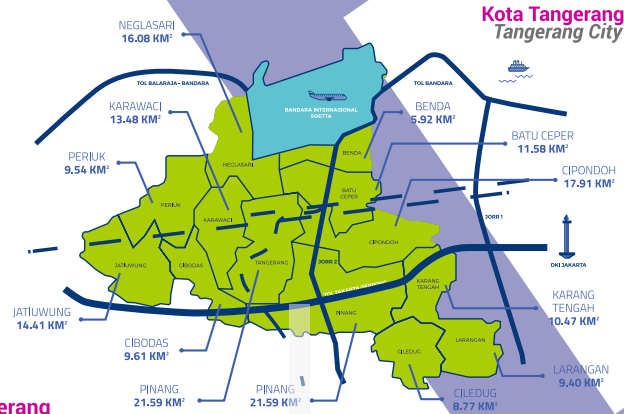 Kota Tangerang
Tangerang City
NEGLASARI
16.08 KM²
TOL BALARAJA - BANDARA
TOL BANDARA
BANDARA INTERNASIONAL
SOETTA
KARAWACI
13.48 KM²
BENDA
5.92 KM²
BATU CEPER
11.58 KM²
PERIUK
9.54 KM²
CIPONDOH
17.91 KM²
NEGLASARI
BENDA
BATU
CEPER
PERIUK
KARAWACI
JORR 1
CIPONDOH
JATIUWUNG
CIBODAS
TANGERANG
JORR 2
DKI JAKARTA
KARANG
TENGAH
PINANG
JATIUWUNG
14.41 KM²
KARANG
TENGAH
10.47 KM²
CIBODAS
9.61 KM²
CILEDUG
LARANGAN
PINANG
21.59 KM²
PINANG
21.59 KM²
LARANGAN
9.40 KM²
CILEDUG
8.77 KM²
erang